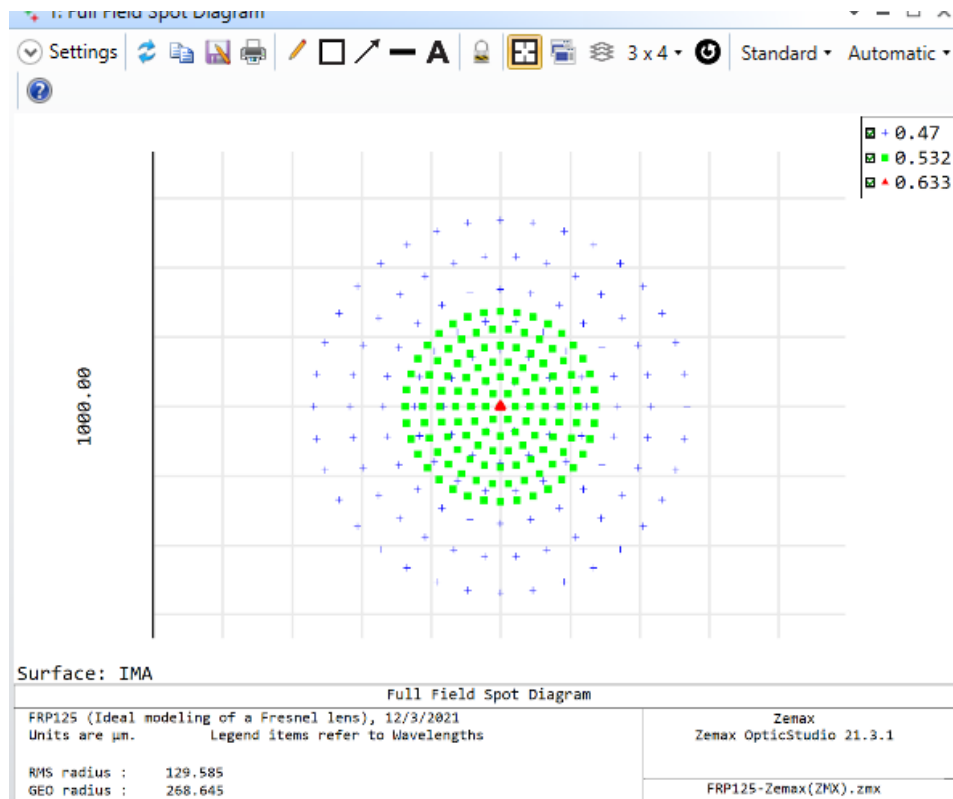 1: Full Field Spot Diagram
Settings A 3 x 4 Standard Automatic
?
0.47
0.532
0.633
1000.00
Surface: IMA
Full Field Spot Diagram
FRP125 (Ideal modeling of a Fresnel lens), 12/3/2021
Units are µm. Legend items refer to Wavelengths
RMS radius : 129.585
GEO radius : 268.645
Zemax
Zemax OpticStudio 21.3.1
FRP125-Zemax(ZMX).zmx